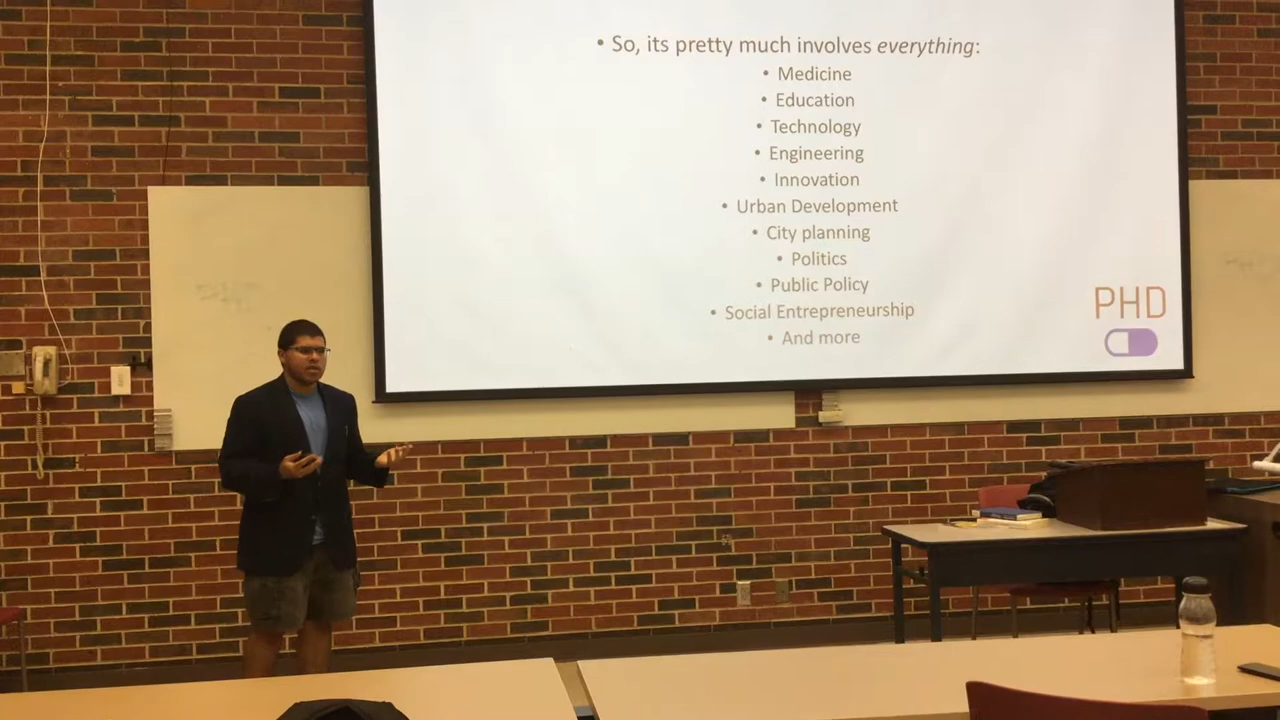 • So, its pretty much involves everything:
• Medicine
• Education
• Technology
• Engineering
• Innovation
• Urban Development
• City planning
• Politics
• Public Policy
• Social Entrepreneurship
• And more
PHD